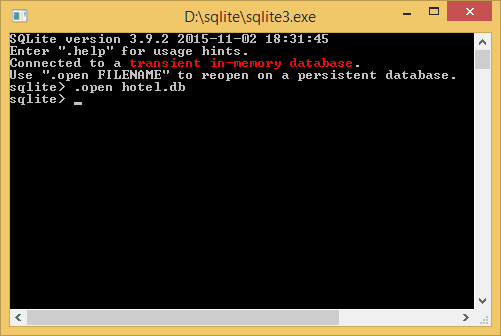 D:\sqlite\sqlite3.exe
SQLite version 3.9.2 2015-11-02 18:31:45
Enter ".help" for usage hints.
Connected to a transient in-memory database.
Use ".open FILENAME" to reopen on a persistent database.
sqlite> .open hotel.db
sqlite> _